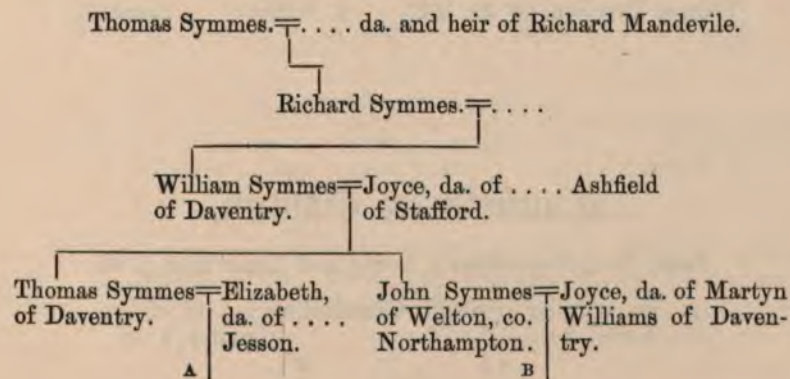 Thomas Symmes.=. . . . da. and heir of Richard Mandevile.
Richard Symmes.=. . . .
William Symmes=Joyce, da. of . . . . Ashfield
of Daventry. of Stafford.
Thomas Symmes=Elizabeth, John Symmes=Joyce, da. of Martyn
of Daventry. da. of . . . . of Welton, co. Williams of Daven-
Jesson. Northampton. try.
A B